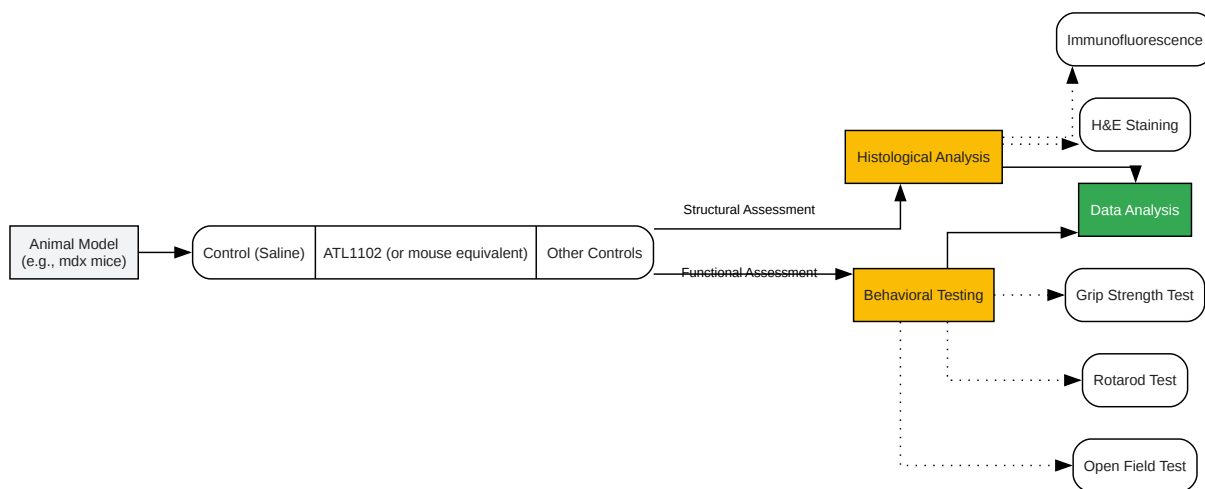 Immunofluorescence
H&E Staining
Histological Analysis
Data Analysis
Structural Assessment
Animal Model
(e.g., mdx mice)
Control (Saline)
ATL1102 (or mouse equivalent)
Other Controls
Functional Assessment
Behavioral Testing
Grip Strength Test
Rotarod Test
Open Field Test